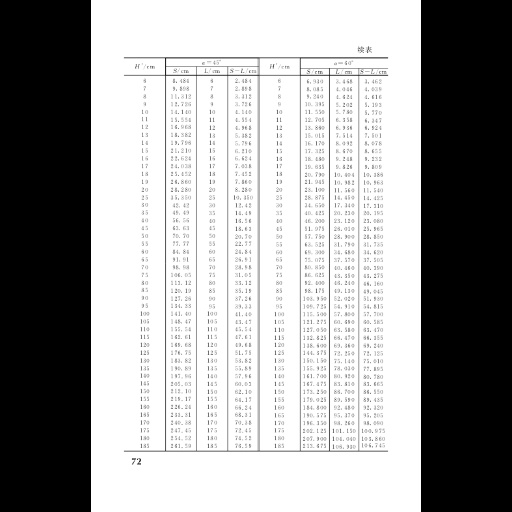 续表
H/cm α=45° H/cm α=60°
S/cm L/cm S−L/cm S/cm L/cm S−L/cm
6 8.484 6 2.484 6 6.930 3.468 3.462
7 9.898 7 2.898 7 8.085 4.046 4.039
8 11.312 8 3.312 8 9.240 4.624 4.616
9 12.726 9 3.726 9 10.395 5.202 5.193
10 14.140 10 4.140 10 11.550 5.780 5.770
11 15.554 11 4.554 11 12.705 6.358 6.347
12 16.968 12 4.968 12 13.860 6.936 6.924
13 18.382 13 5.382 13 15.015 7.514 7.501
14 19.796 14 5.796 14 16.170 8.092 8.078
15 21.210 15 6.210 15 17.325 8.670 8.655
16 22.624 16 6.624 16 18.480 9.248 9.232
17 24.038 17 7.038 17 19.635 9.826 9.809
18 25.452 18 7.452 18 20.790 10.404 10.386
19 26.866 19 7.866 19 21.945 10.982 10.963
20 28.280 20 8.280 20 23.100 11.560 11.540
25 35.350 25 10.350 25 28.875 14.450 14.425
30 42.42 30 12.42 30 34.650 17.340 17.310
35 49.49 35 14.49 35 40.425 20.230 20.195
40 56.56 40 16.56 40 46.200 23.120 23.080
45 63.63 45 18.63 45 51.975 26.010 25.965
50 70.70 50 20.70 50 57.750 28.900 28.850
55 77.77 55 22.77 55 63.525 31.790 31.735
60 84.84 60 24.84 60 69.300 34.680 34.620
65 91.91 65 26.91 65 75.075 37.570 37.505
70 98.98 70 28.98 70 80.850 40.460 40.390
75 106.05 75 31.05 75 86.625 43.350 43.275
80 113.12 80 33.12 80 92.400 46.240 46.160
85 120.19 85 35.19 85 98.175 49.130 49.045
90 127.26 90 37.26 90 103.950 52.020 51.930
95 134.33 95 39.33 95 109.725 54.910 54.815
100 141.40 100 41.40 100 115.500 57.800 57.700
105 148.47 105 43.47 105 121.275 60.690 60.585
110 155.54 110 45.54 110 127.050 63.580 63.470
115 162.61 115 47.61 115 132.825 66.470 66.355
120 169.68 120 49.68 120 138.600 69.360 69.240
125 176.75 125 51.75 125 144.375 72.250 72.125
130 183.82 130 53.82 130 150.150 75.140 75.010
135 190.89 135 55.89 135 155.925 78.030 77.895
140 197.96 140 57.96 140 161.700 80.920 80.780
145 205.03 145 60.03 145 167.475 83.810 83.665
150 212.10 150 62.10 150 173.250 86.700 86.550
155 219.17 155 64.17 155 179.025 89.590 89.435
160 226.24 160 66.24 160 184.800 92.480 92.320
165 233.31 165 68.31 165 190.575 95.370 95.205
170 240.38 170 70.38 170 196.350 98.260 98.090
175 247.45 175 72.45 175 202.125 101.150 100.975
180 254.52 180 74.52 180 207.900 104.040 103.860
185 261.59 185 76.59 185 213.675 106.930 106.745
72